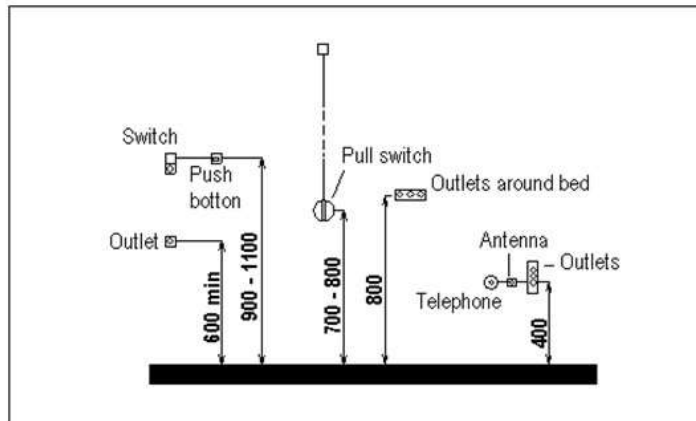 Switch
Push
botton
Pull switch
Outlets around bed
Outlet
Antenna
Outlets
Telephone
600 min
900 - 1100
700 - 800
800
400